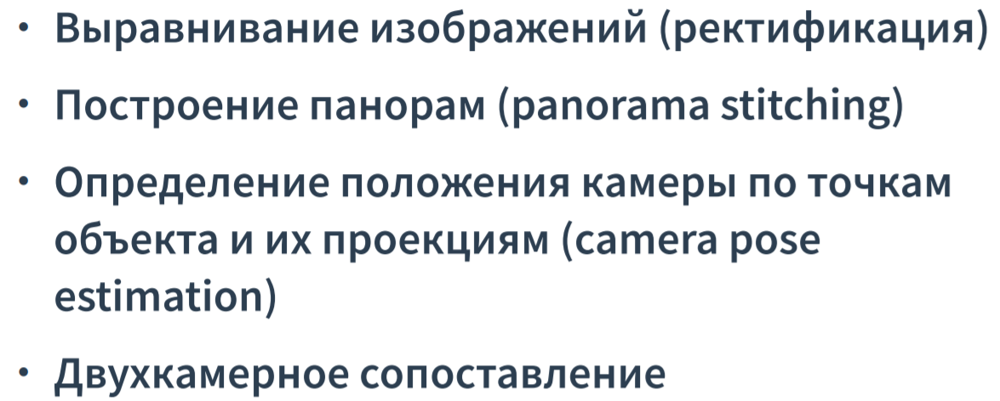 • Выравнивание изображений (ректификация)
• Построение панорам (panorama stitching)
• Определение положения камеры по точкам
объекта и их проекциям (camera pose
estimation)
• Двухкамерное сопоставление